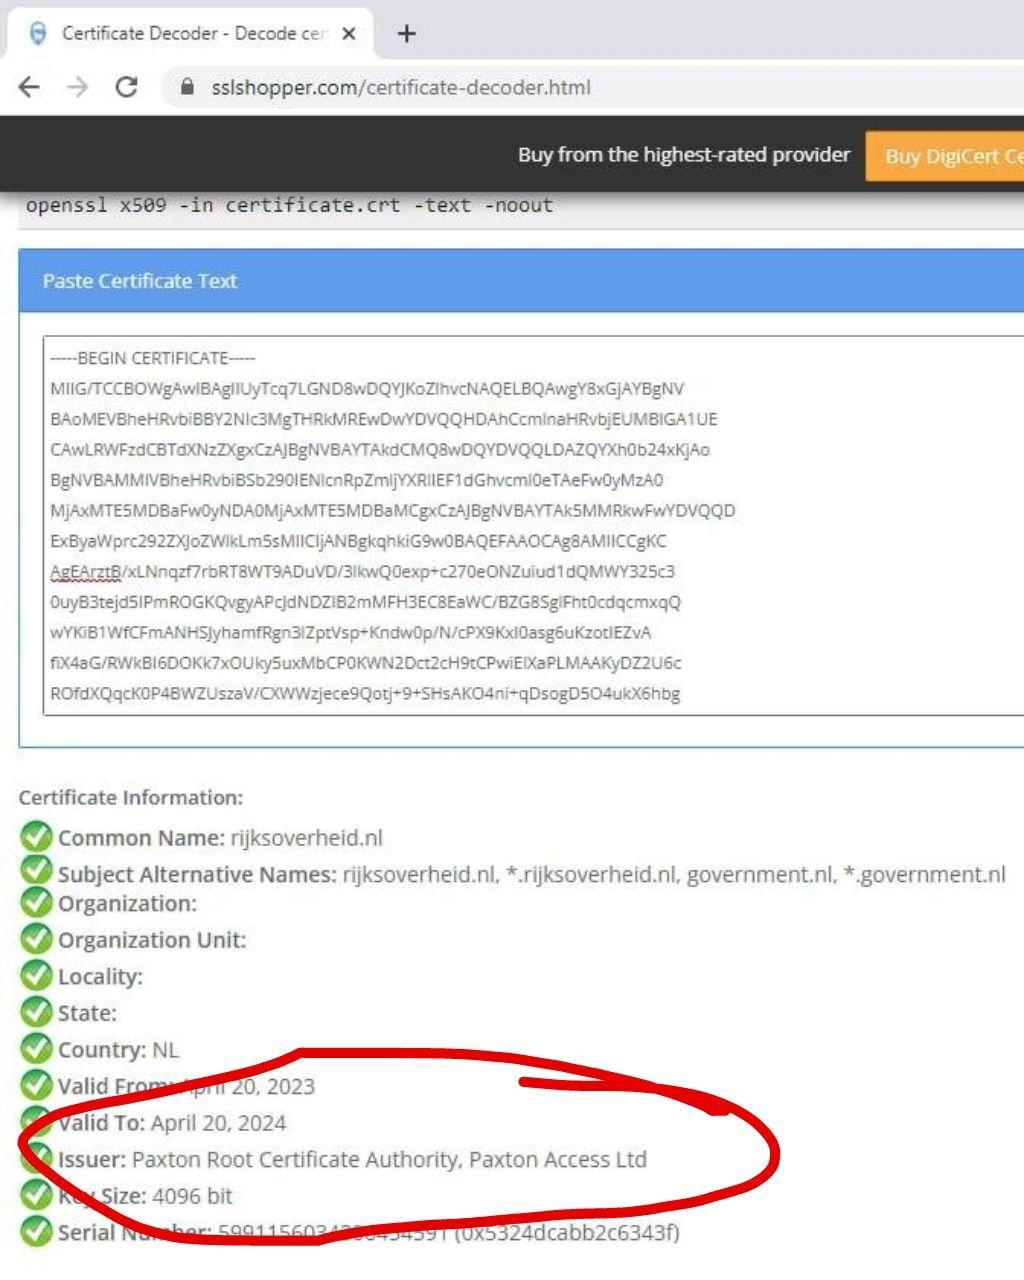 Certificate Decoder - Decode cer
sslshopper.com/certificate-decoder.html
Buy from the highest-rated provider
Buy DigiCert Ce
openssl x509 -in certificate.crt -text -noout
Paste Certificate Text
-----BEGIN CERTIFICATE-----
MIIG/TCCBOWgAwIBAgIIUyTcq7LGND8wDQYJKoZIhvcNAQELBQAwgY8xGjAYBgNV
BAoMEVBheHRvbiBBY2Nlc3MgTHRkMREwDwYDVQQHDAhCcmlnaHRvbjEUMBIGA1UE
CAwLRWFzdCBTdXNzZXgxCzAJBgNVBAYTAkdCMQ8wDQYDVQQLDAZQYXh0b24xKjAo
BgNVBAMMIVBheHRvbiBSb290IENlcnRpZmljYXRlIEF1dGhvcml0eTAeFw0yMzA0
MjAxMTE5MDBaFw0yNDA0MjAxMTE5MDBaMCgxCzAJBgNVBAYTAk5MMRkwFwYDVQQD
ExByaWprc292ZXJoZWlkLm5sMIICIjANBgkqhkiG9w0BAQEFAAOCAg8AMIICCgKC
AgEArztB/xLNnqzf7rbRT8WT9ADuVD/3lkwQ0exp+c270eONZuiud1dQMWY325c3
0uyB3tejd5IPmROGKQvgyAPcJdNDZIB2mMFH3EC8EaWC/BZG8SgIFht0cdqcmxqQ
wYKiB1WfCFmANHSJyhamfRgn3IZptVsp+Kndw0p/N/cPX9KxI0asg6uKzotIEZvA
fiX4aG/RWkBI6DOKk7xOUky5uxMbCP0KWN2Dct2cH9tCPwiEIXaPLMAAKyDZ2U6c
ROfdXQqcK0P4BWZUszaV/CXWWzjece9Qotj+9+SHsAKO4ni+qDsogD5O4ukX6hbg
Certificate Information:
Common Name: rijksoverheid.nl
Subject Alternative Names: rijksoverheid.nl, *.rijksoverheid.nl, government.nl, *.government.nl
Organization:
Organization Unit:
Locality:
State:
Country: NL
Valid From: April 20, 2023
Valid To: April 20, 2024
Issuer: Paxton Root Certificate Authority, Paxton Access Ltd
Key Size: 4096 bit
Serial Number: (0x5324dcabb2c6343f)